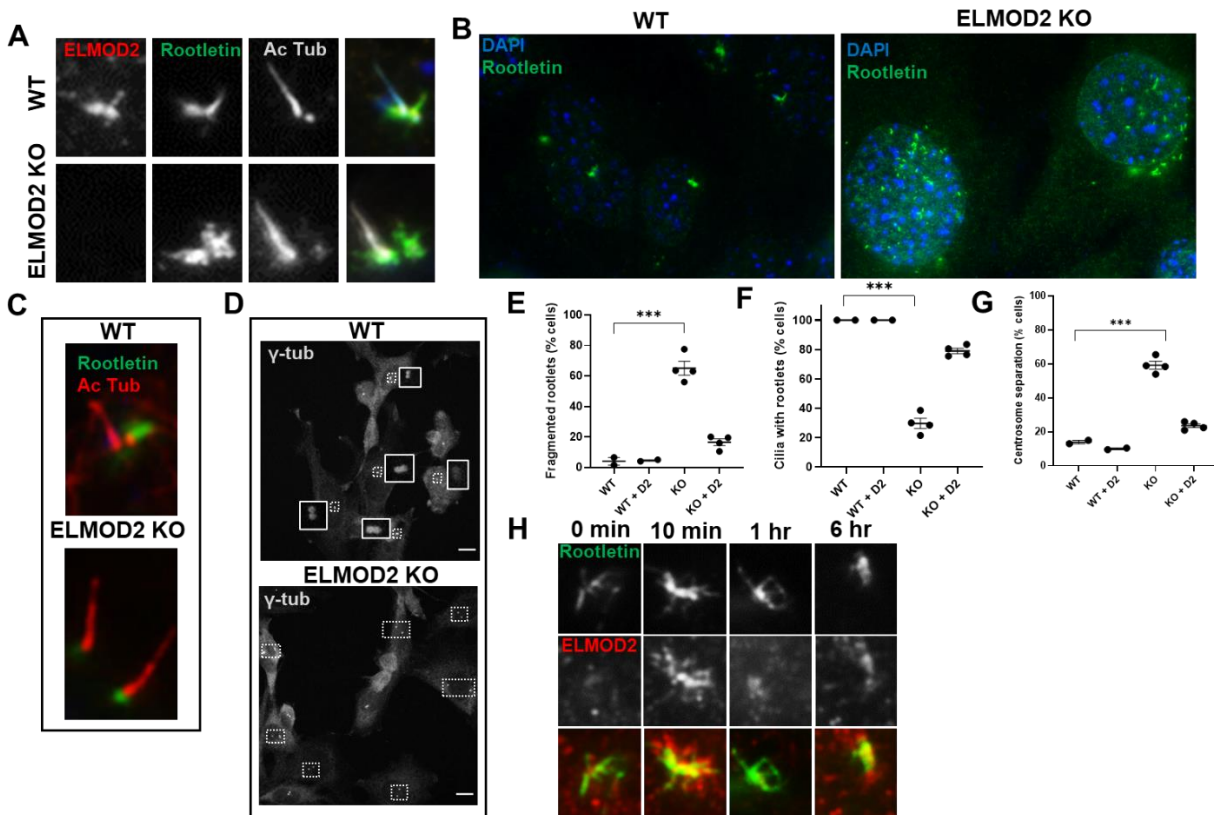 A
ELMOD2
Rootletin
Ac Tub
WT
ELMOD2 KO
B
WT
ELMOD2 KO
DAPI
Rootletin
DAPI
Rootletin
C
WT
Rootletin
Ac Tub
ELMOD2 KO
D
WT
γ-tub
ELMOD2 KO
γ-tub
E
Fragmented rootlets (% cells)
100
80
60
40
20
0
***
WT
WT + D2
KO
KO + D2
F
Cilia with rootlets (% cells)
100
80
60
40
20
0
***
WT
WT + D2
KO
KO + D2
G
Centrosome separation (% cells)
100
80
60
40
20
0
***
WT
WT + D2
KO
KO + D2
H
0 min
10 min
1 hr
6 hr
Rootletin
ELMOD2